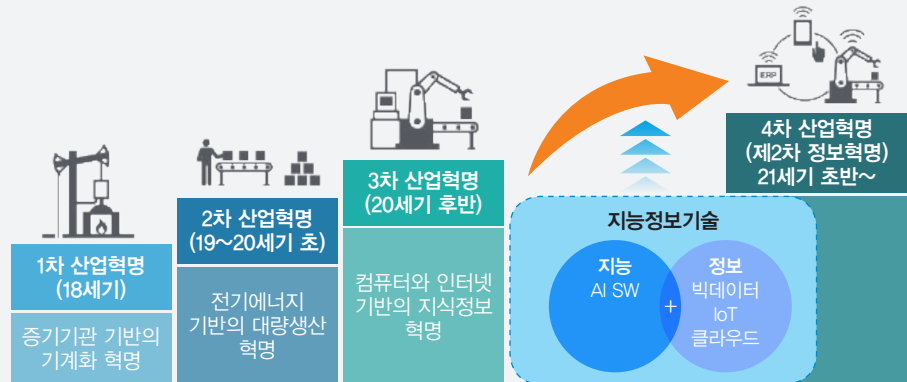 1차 산업혁명
(18세기)
증기기관 기반의
기계화 혁명
2차 산업혁명
(19～20세기 초)
전기에너지
기반의 대량생산
혁명
3차 산업혁명
(20세기 후반)
컴퓨터와 인터넷
기반의 지식정보
혁명
지능정보기술
지능
AI SW
+
정보
빅데이터
IoT
클라우드
ERP
4차 산업혁명
(제2차 정보혁명)
21세기 초반～